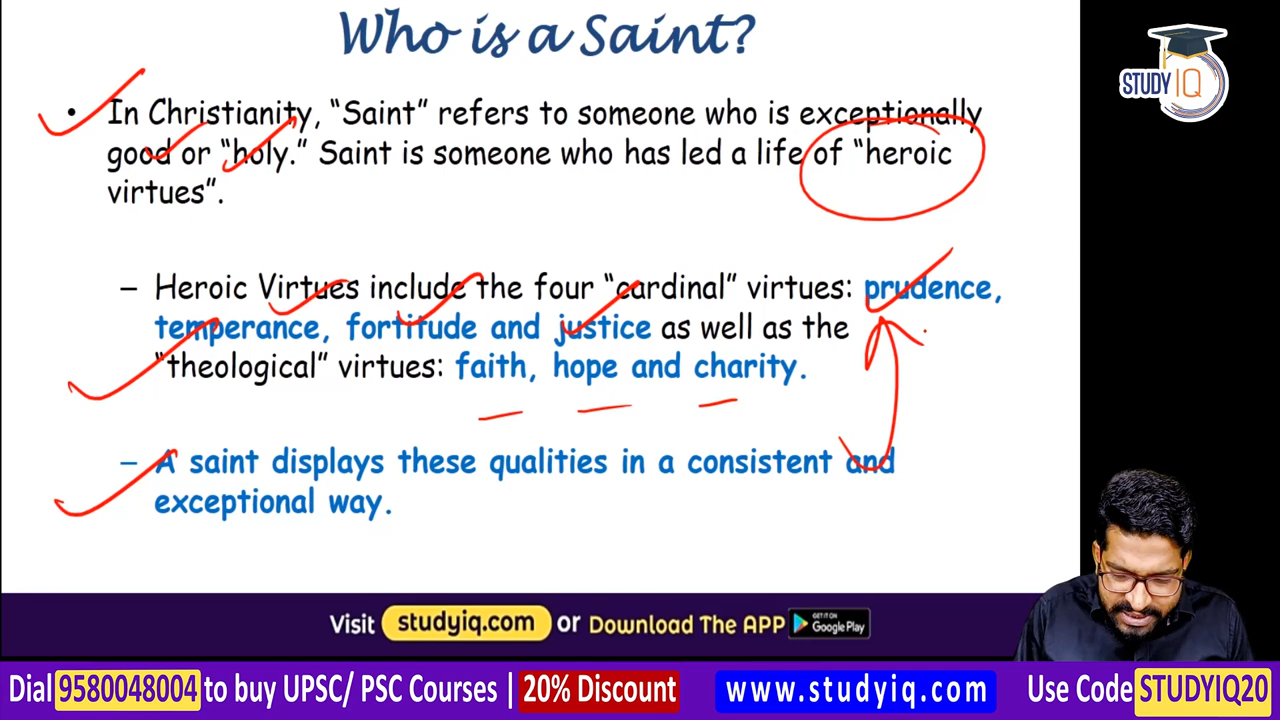 Who is a Saint?
STUDY IQ
• In Christianity, “Saint” refers to someone who is exceptionally
good or “holy.” Saint is someone who has led a life of “heroic
virtues”.
– Heroic Virtues include the four “cardinal” virtues: prudence,
temperance, fortitude and justice as well as the
“theological” virtues: faith, hope and charity.
– A saint displays these qualities in a consistent and
exceptional way.
Visit studyiq.com or Download The APP GET IT ON Google Play
Dial 9580048004 to buy UPSC/ PSC Courses | 20% Discount www.studyiq.com Use Code STUDYIQ20